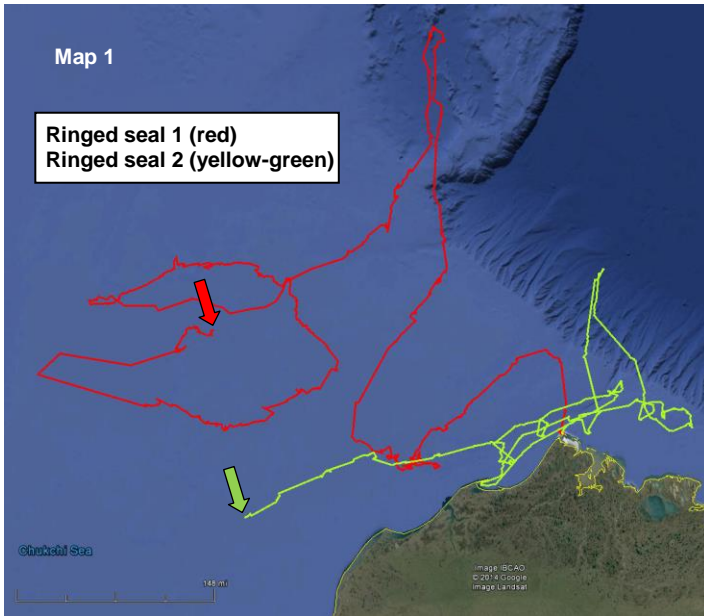 Map 1
Ringed seal 1 (red)
Ringed seal 2 (yellow-green)
Chukchi Sea
148 mi
Image IBCAO
© 2014 Google
Image Landsat